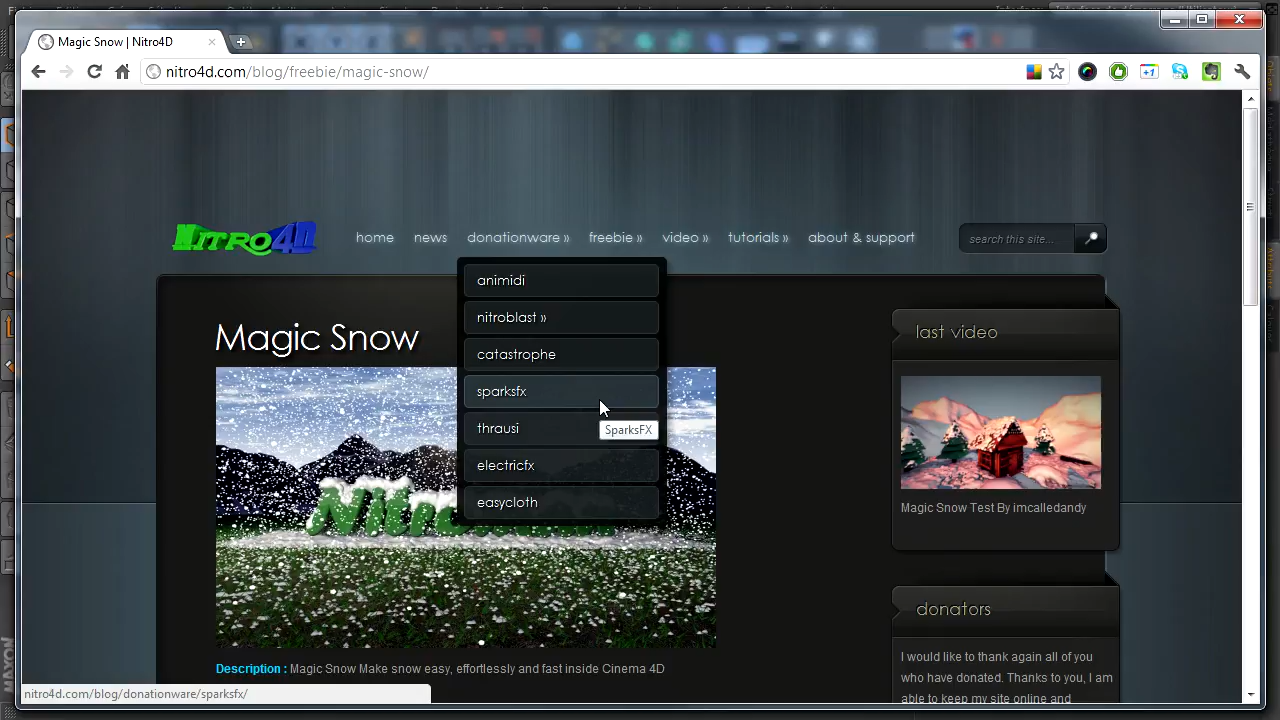 Magic Snow | Nitro4D
nitro4d.com/blog/freebie/magic-snow/
+1
Nitro4D
home news donationware » freebie » video » tutorials » about & support
search this site...
animidi
nitroblast »
catastrophe
sparksfx
thrausi
electricfx
easycloth
SparksFX
Magic Snow
Nitro
Description : Magic Snow Make snow easy, effortlessly and fast inside Cinema 4D
last video
Magic Snow Test By imcalledandy
donators
I would like to thank again all of you
who have donated. Thanks to you, I am
able to keep my site online and
nitro4d.com/blog/donationware/sparksfx/
MAXON